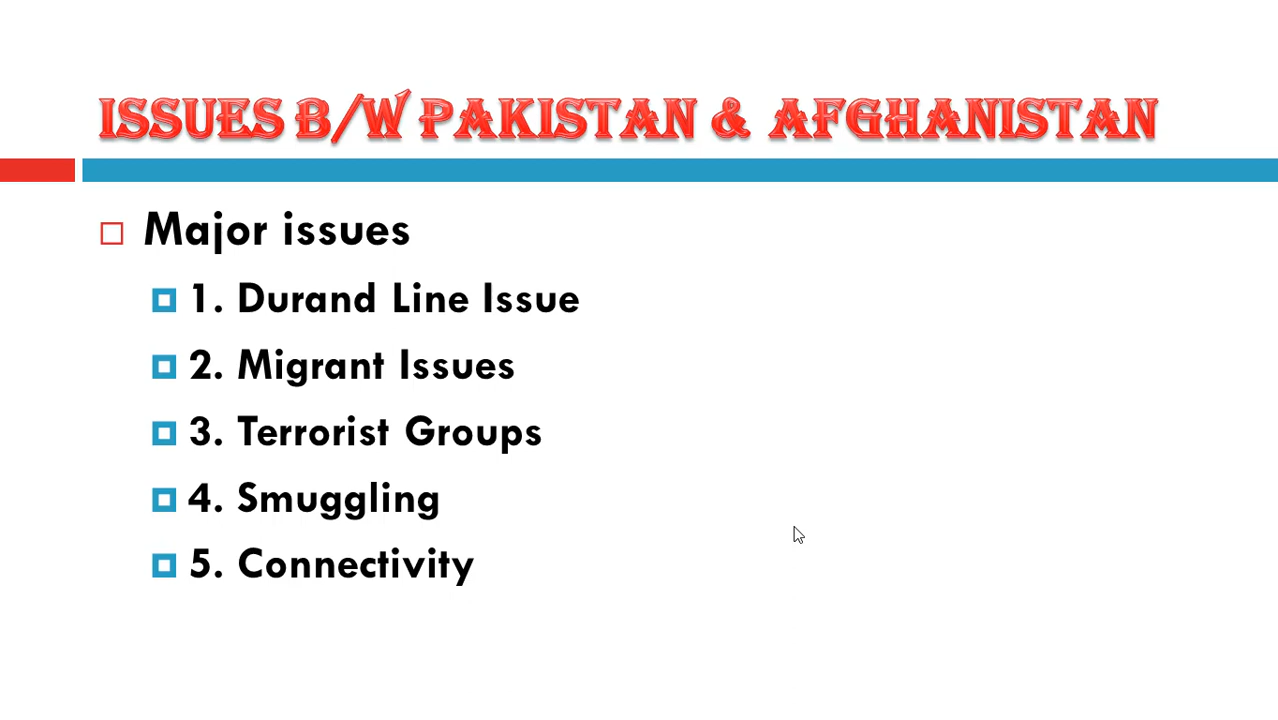 ISSUES B/W PAKISTAN & AFGHANISTAN
Major issues
1. Durand Line Issue
2. Migrant Issues
3. Terrorist Groups
4. Smuggling
5. Connectivity